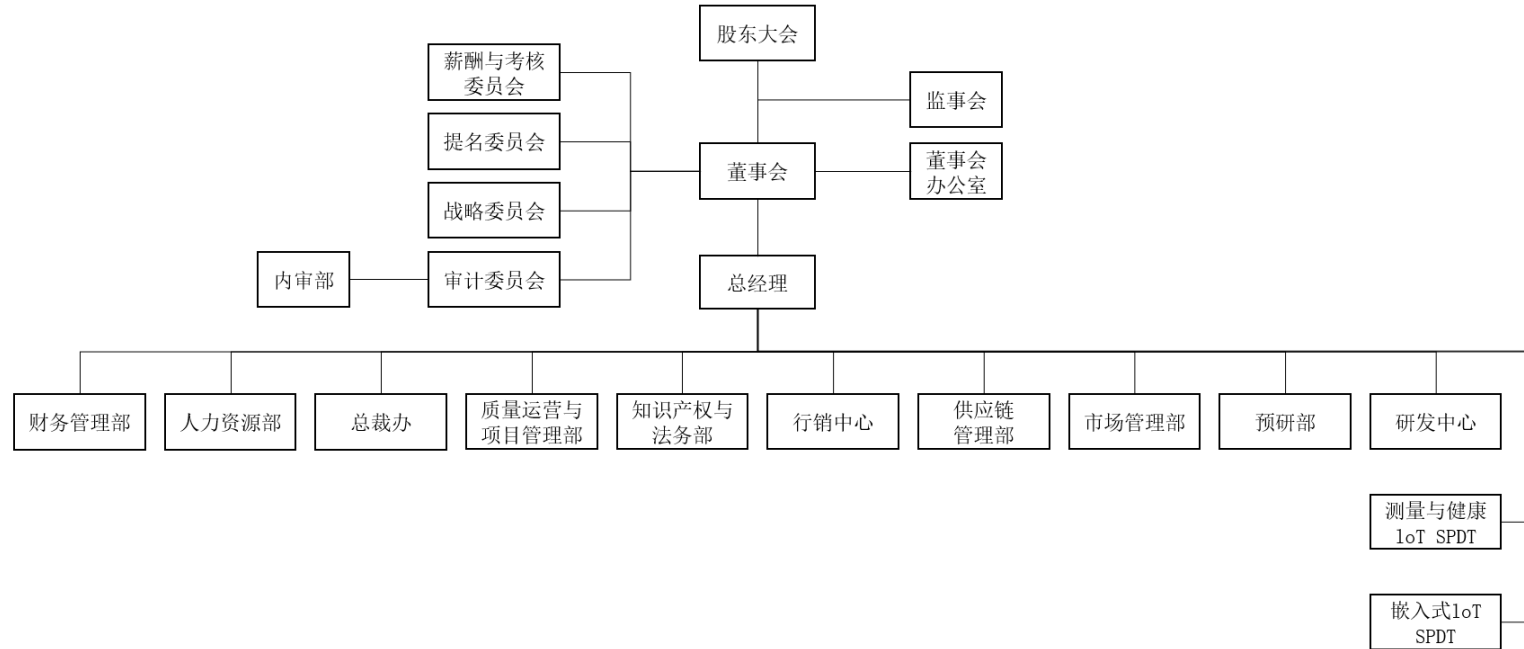 股东大会
薪酬与考核
委员会
监事会
提名委员会
董事会
董事会
办公室
战略委员会
内审部
审计委员会
总经理
财务管理部
人力资源部
总裁办
质量运营与
项目管理部
知识产权与
法务部
行销中心
供应链
管理部
市场管理部
预研部
研发中心
测量与健康
loT SPDT
嵌入式loT
SPDT